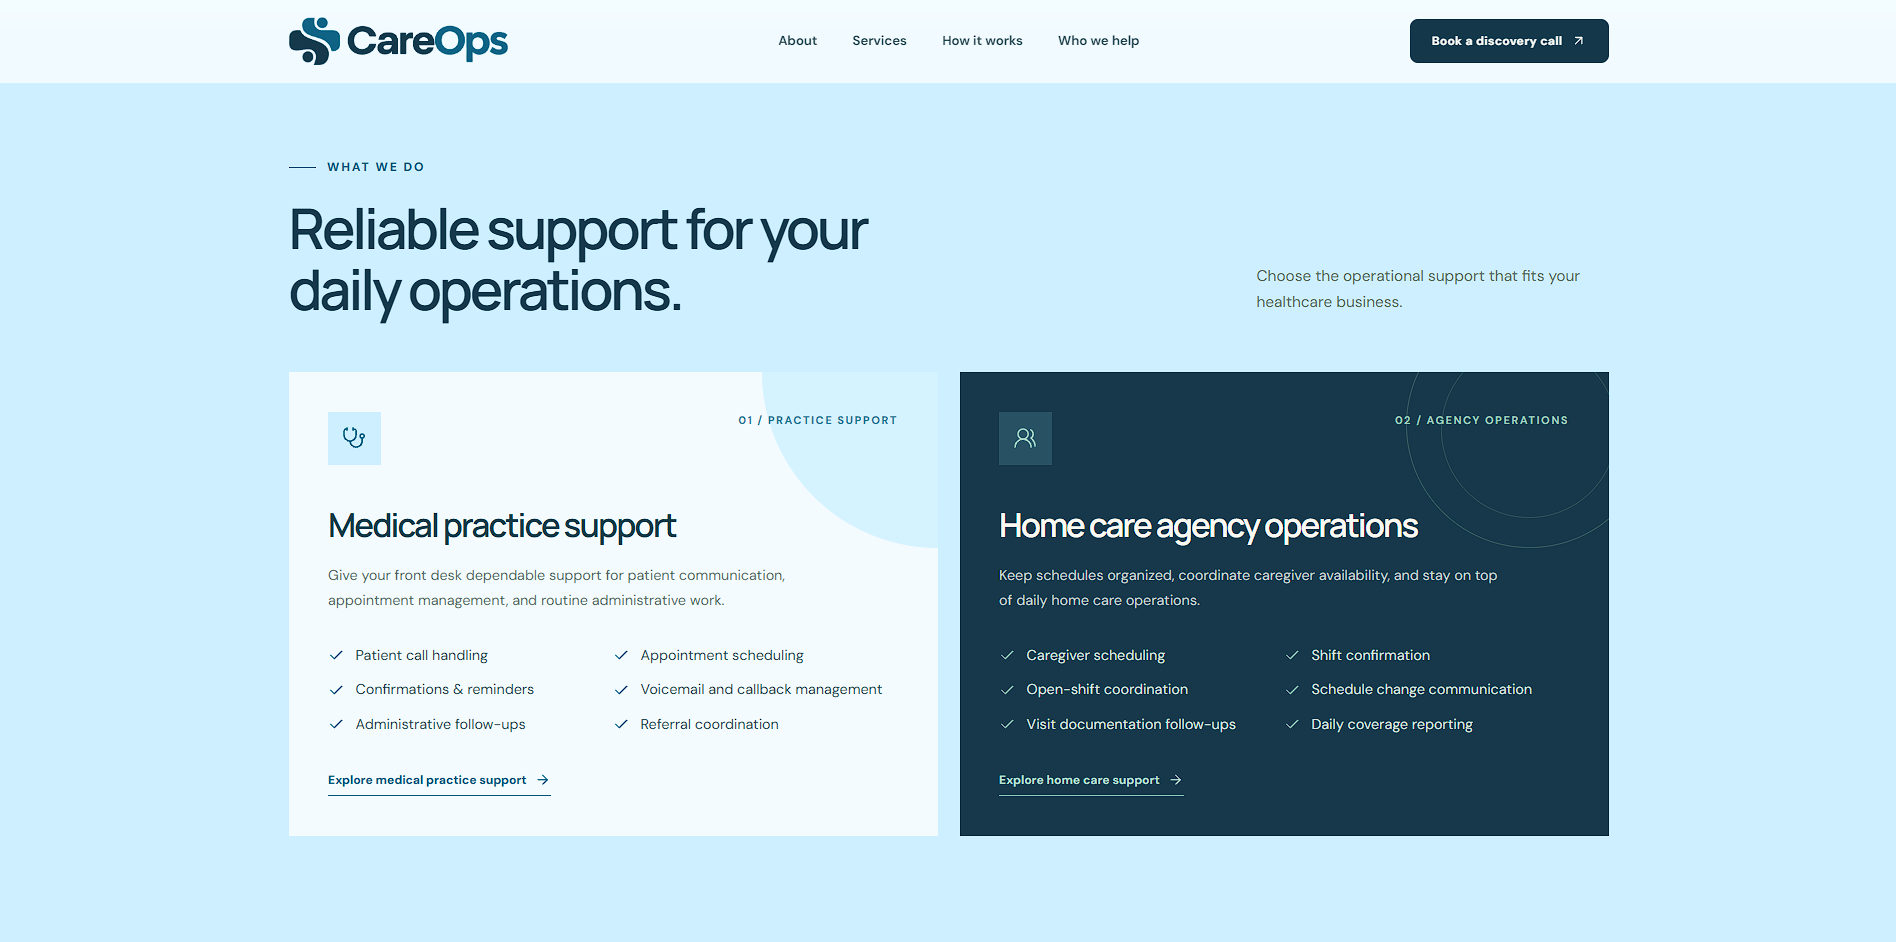 CareOps
About
Services
How it works
Who we help
Book a discovery call
WHAT WE DO
Reliable support for your
daily operations.
Choose the operational support that fits your
healthcare business.
01 / PRACTICE SUPPORT
Medical practice support
Give your front desk dependable support for patient communication,
appointment management, and routine administrative work.
Patient call handling
Appointment scheduling
Confirmations & reminders
Voicemail and callback management
Administrative follow-ups
Referral coordination
Explore medical practice support
02 / AGENCY OPERATIONS
Home care agency operations
Keep schedules organized, coordinate caregiver availability, and stay on top
of daily home care operations.
Caregiver scheduling
Shift confirmation
Open-shift coordination
Schedule change communication
Visit documentation follow-ups
Daily coverage reporting
Explore home care support